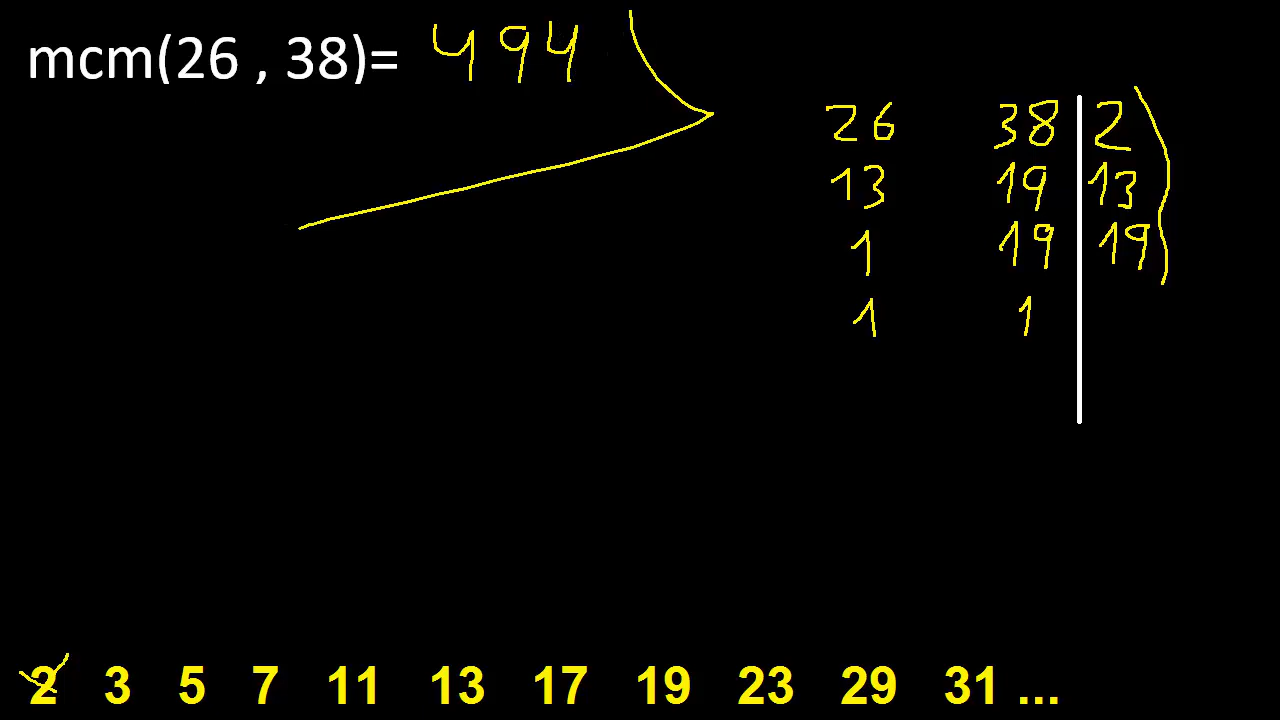 mcm(26 , 38)= 494
26 38 2
13 19 13
1 19 19
1 1
2 3 5 7 11 13 17 19 23 29 31 ...